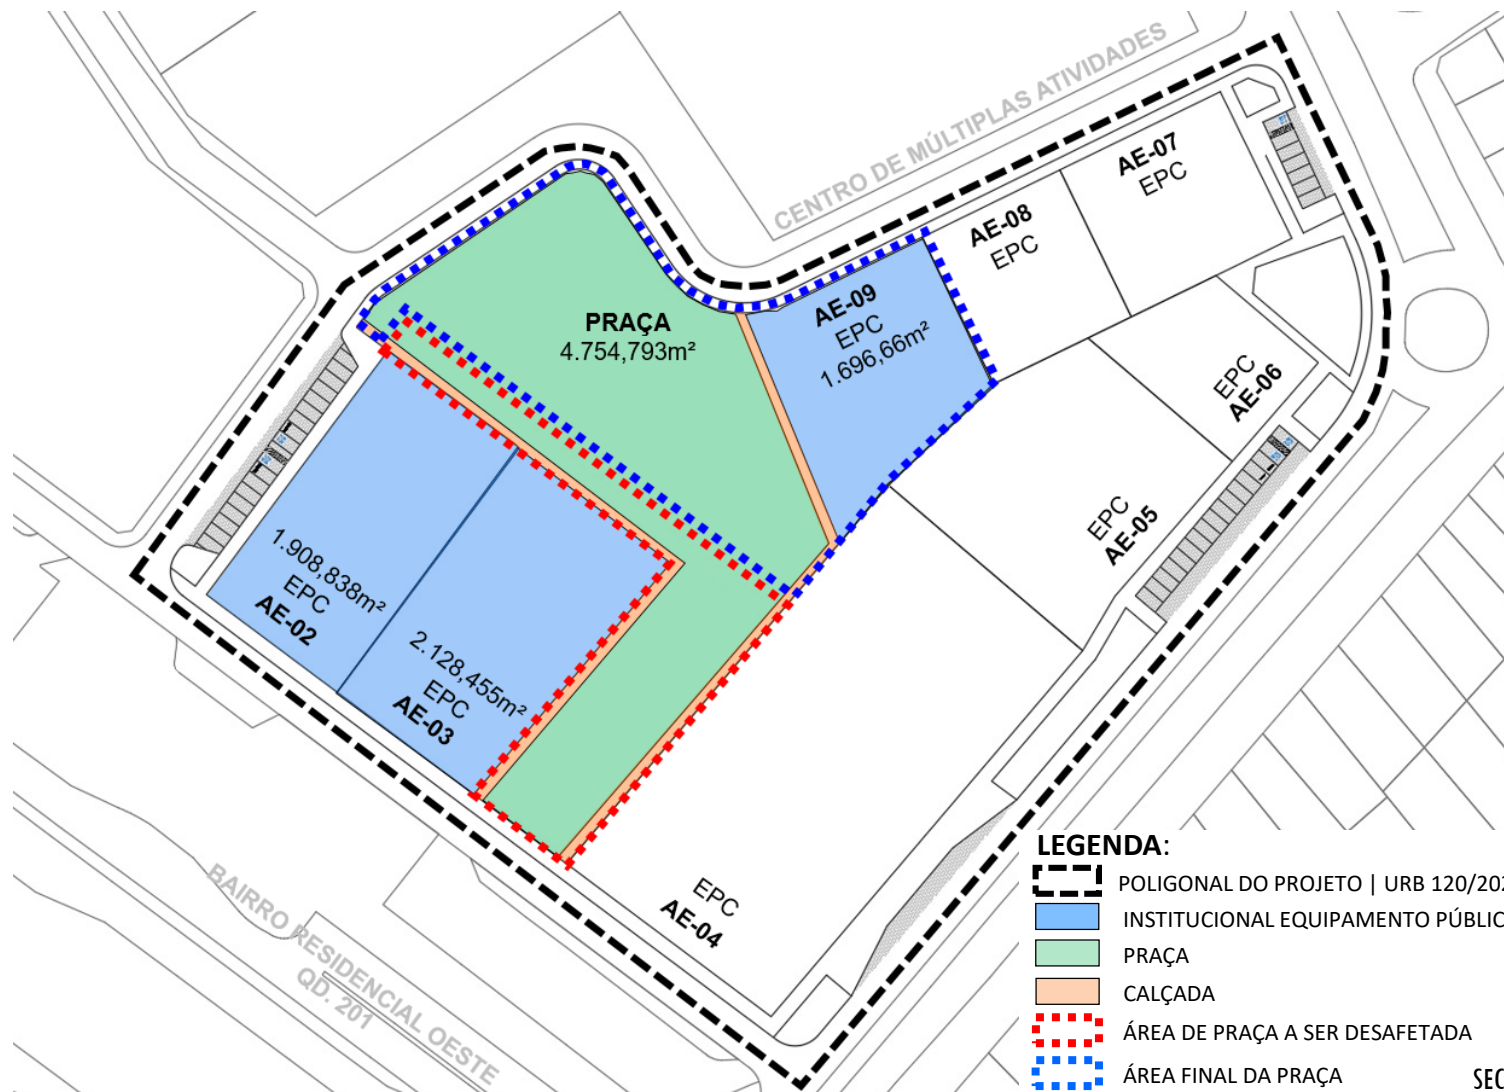 CENTRO DE MÚLTIPLAS ATIVIDADES
AE-07
EPC
AE-08
EPC
AE-09
EPC
1.696,66m²
PRAÇA
4.754,793m²
EPC
AE-06
EPC
AE-05
1.908,838m²
EPC
AE-02
2.128,455m²
EPC
AE-03
EPC
AE-04
BAIRRO RESIDENCIAL OESTE
QD. 201
LEGENDA:
POLIGONAL DO PROJETO | URB 120/202
INSTITUCIONAL EQUIPAMENTO PÚBLIC
PRAÇA
CALÇADA
ÁREA DE PRAÇA A SER DESAFETADA
ÁREA FINAL DA PRAÇA
SEC